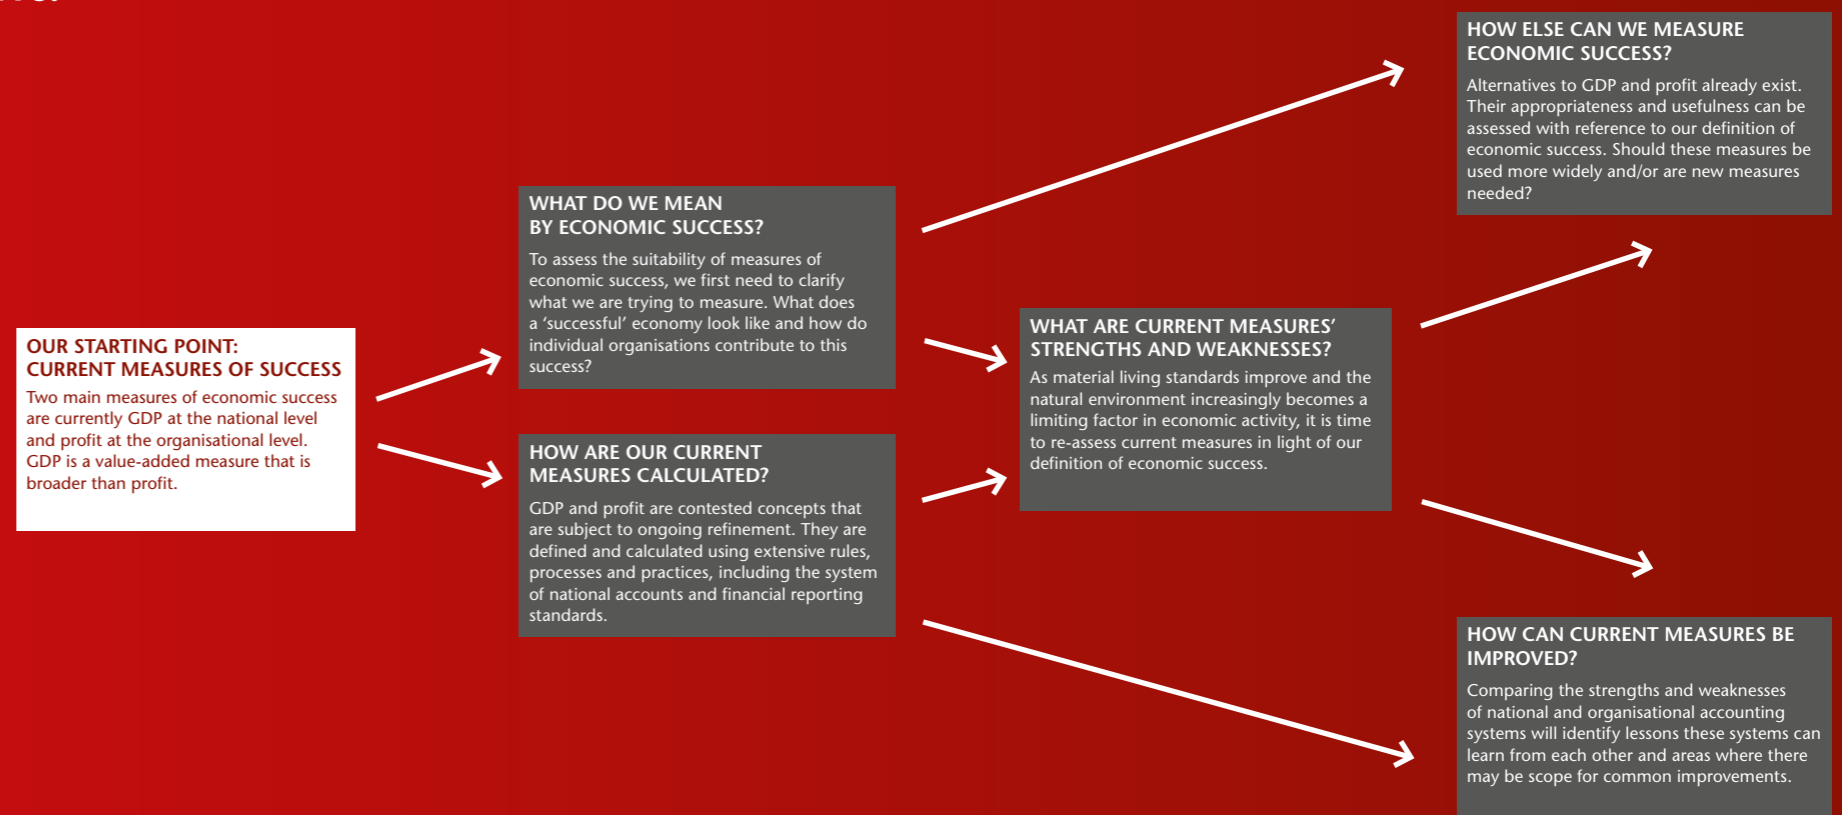 OUR STARTING POINT:
CURRENT MEASURES OF SUCCESS
Two main measures of economic success
are currently GDP at the national level
and profit at the organisational level.
GDP is a value-added measure that is
broader than profit.
WHAT DO WE MEAN
BY ECONOMIC SUCCESS?
To assess the suitability of measures of
economic success, we first need to clarify
what we are trying to measure. What does
a ‘successful’ economy look like and how do
individual organisations contribute to this
success?
HOW ARE OUR CURRENT
MEASURES CALCULATED?
GDP and profit are contested concepts that
are subject to ongoing refinement. They are
defined and calculated using extensive rules,
processes and practices, including the system
of national accounts and financial reporting
standards.
WHAT ARE CURRENT MEASURES’
STRENGTHS AND WEAKNESSES?
As material living standards improve and the
natural environment increasingly becomes a
limiting factor in economic activity, it is time
to re-assess current measures in light of our
definition of economic success.
HOW ELSE CAN WE MEASURE
ECONOMIC SUCCESS?
Alternatives to GDP and profit already exist.
Their appropriateness and usefulness can be
assessed with reference to our definition of
economic success. Should these measures be
used more widely and/or are new measures
needed?
HOW CAN CURRENT MEASURES BE
IMPROVED?
Comparing the strengths and weaknesses
of national and organisational accounting
systems will identify lessons these systems can
learn from each other and areas where there
may be scope for common improvements.